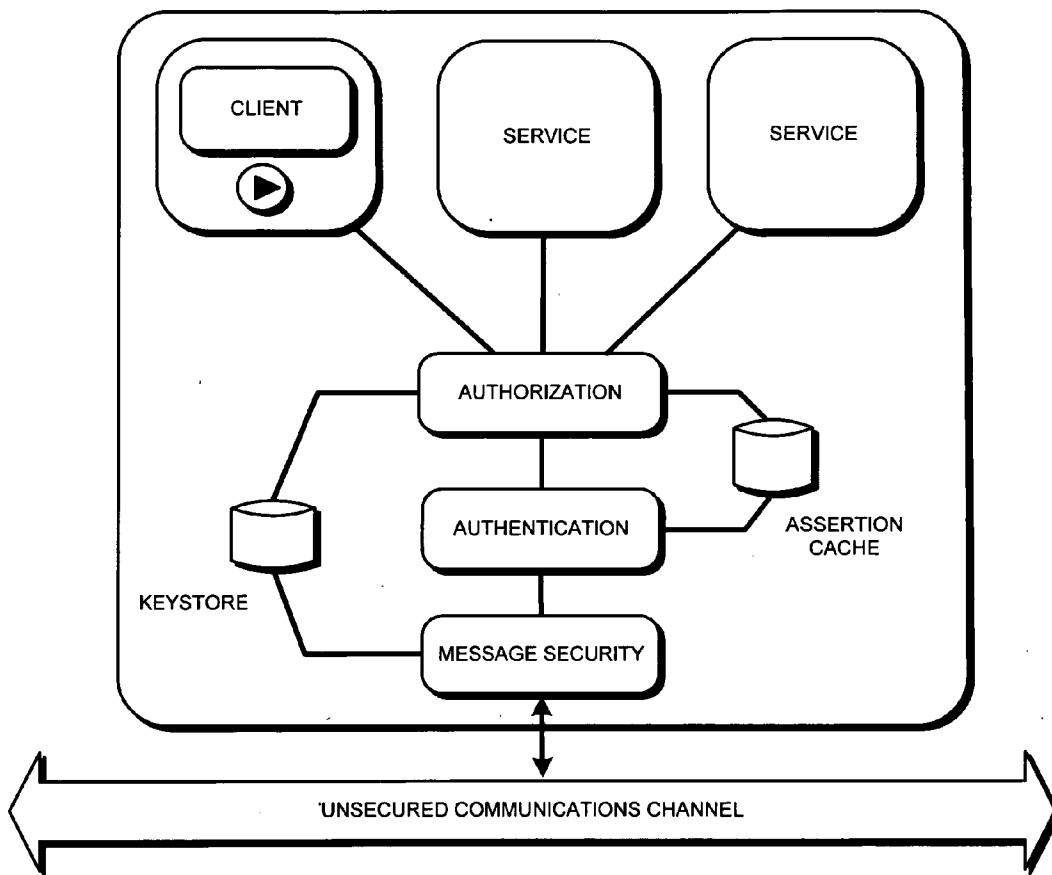 CLIENT
SERVICE
SERVICE
AUTHORIZATION
AUTHENTICATION
ASSERTION
CACHE
KEYSTORE
MESSAGE SECURITY
UNSECURED COMMUNICATIONS CHANNEL